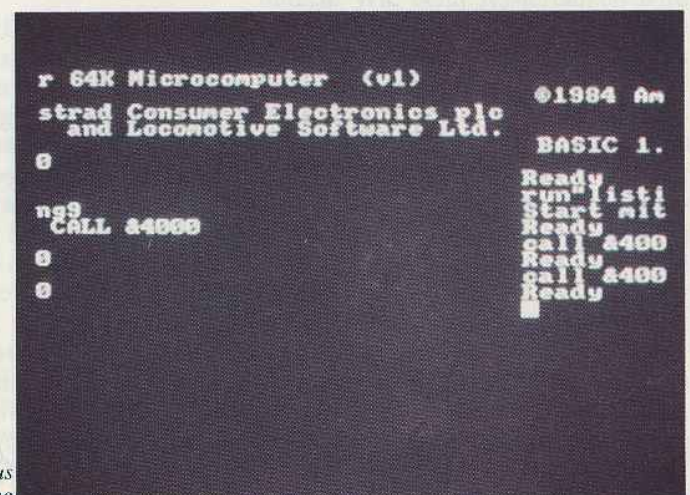 r 64K Microcomputer (v1)
©1984 Am
strad Consumer Electronics plc
and Locomotive Software Ltd.
BASIC 1.
0
Ready
run"listi
ng9 Start mit
CALL &4000 Ready
call &400
0 Ready
call &400
0 Ready